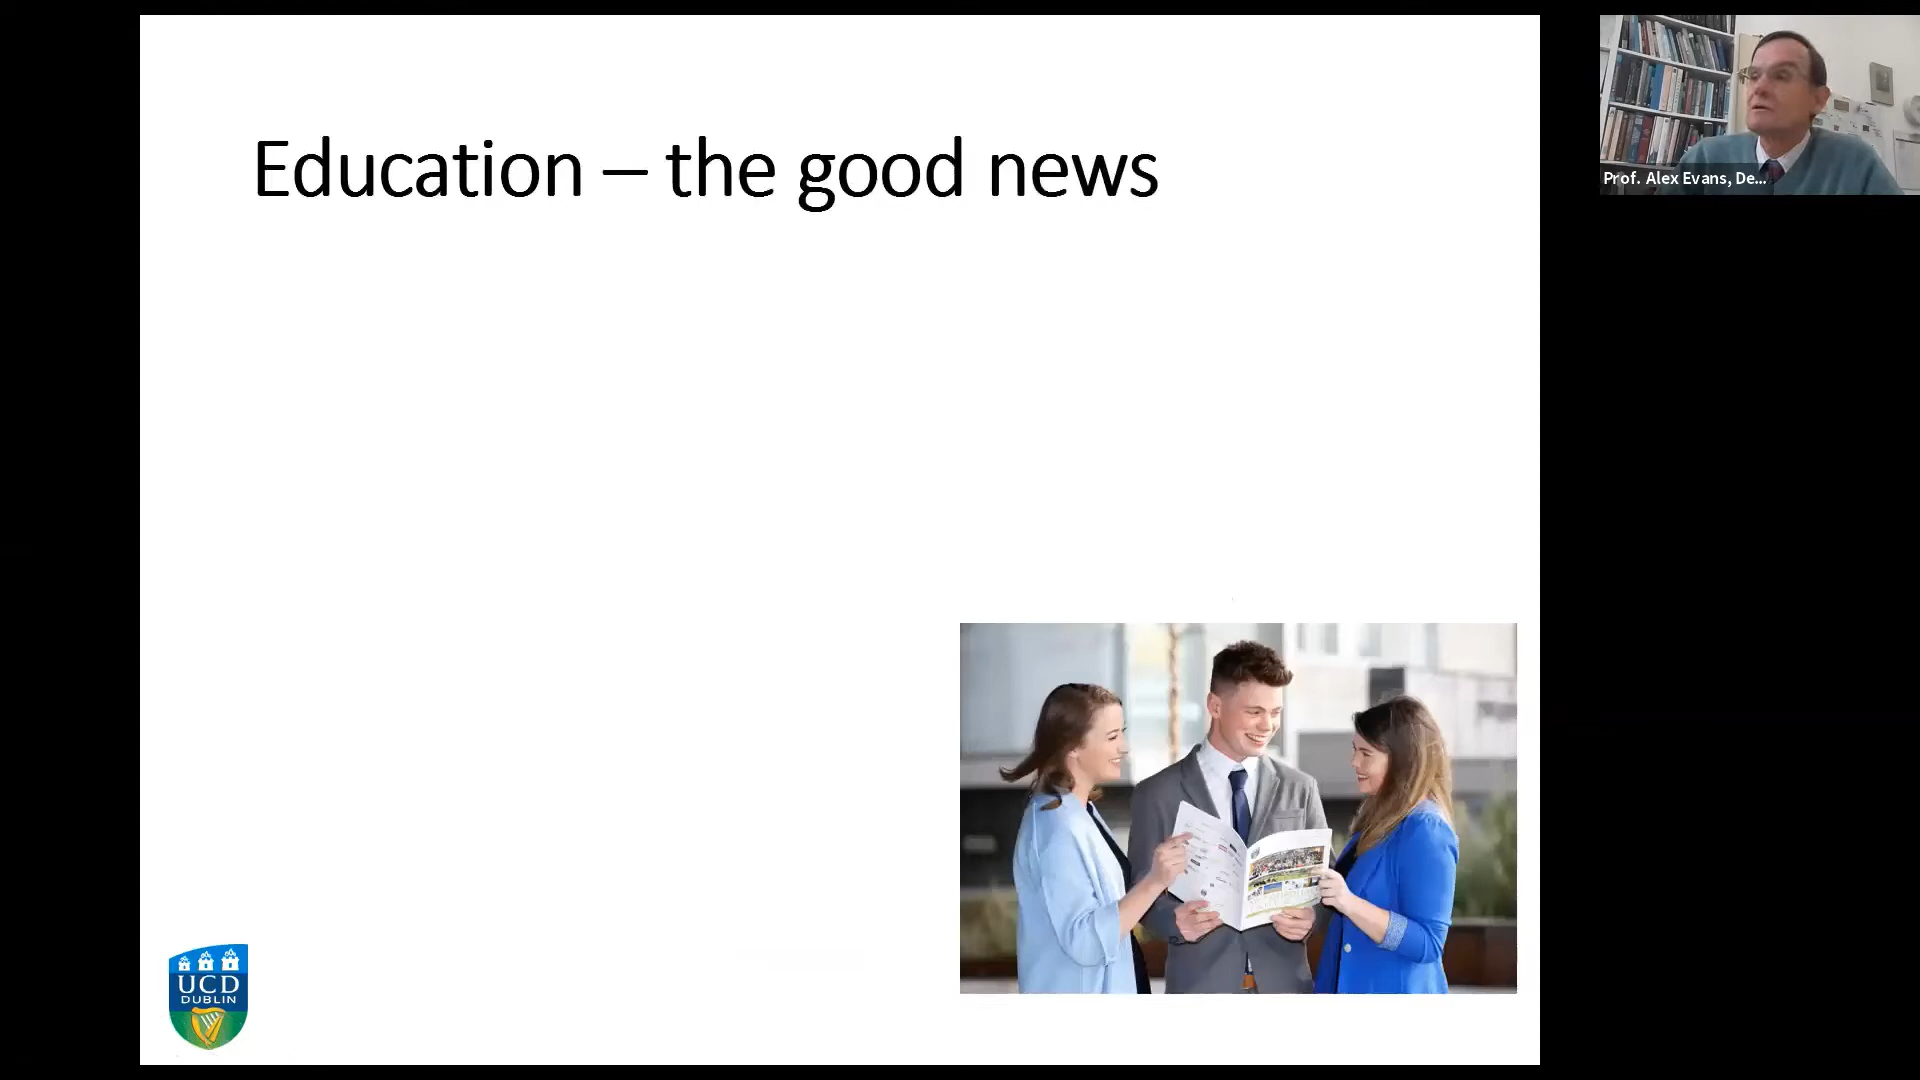 Education – the good news
Prof. Alex Evans, De...
UCD
DUBLIN